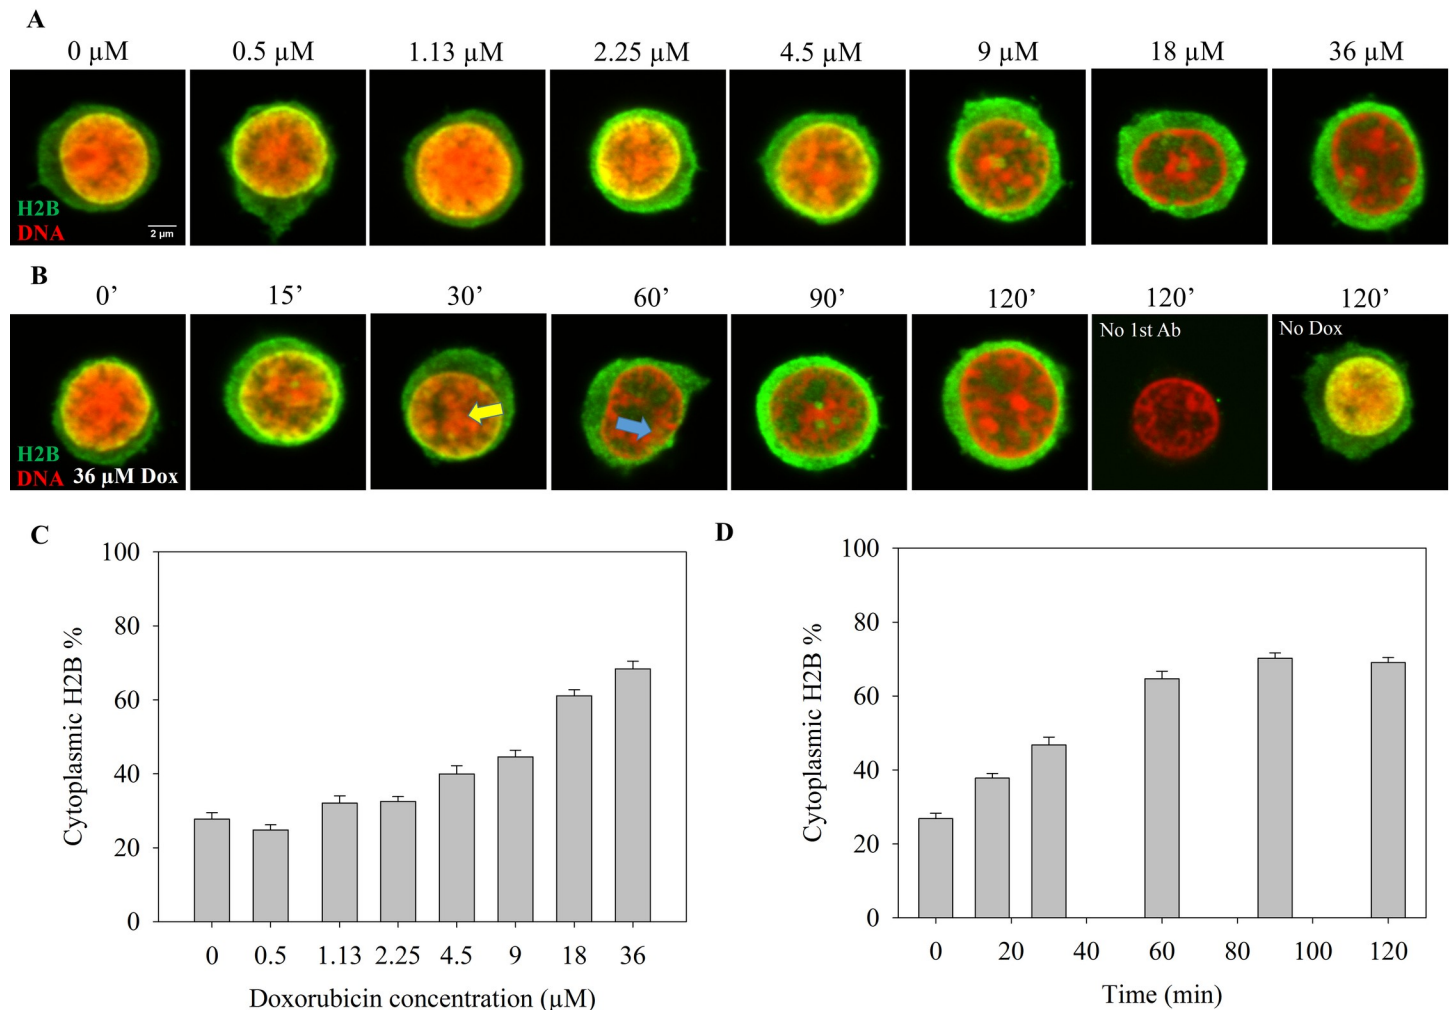 A
0 µM 0.5 µM 1.13 µM 2.25 µM 4.5 µM 9 µM 18 µM 36 µM
H2B
DNA
2 µm
B
0’ 15’ 30’ 60’ 90’ 120’ 120’ 120’
No 1st Ab
No Dox
H2B
DNA 36 µM Dox
C
100
80
60
40
20
0
Cytoplasmic H2B %
0 0.5 1.13 2.25 4.5 9 18 36
Doxorubicin concentration (µM)
D
100
80
60
40
20
0
Cytoplasmic H2B %
0 20 40 60 80 100 120
Time (min)